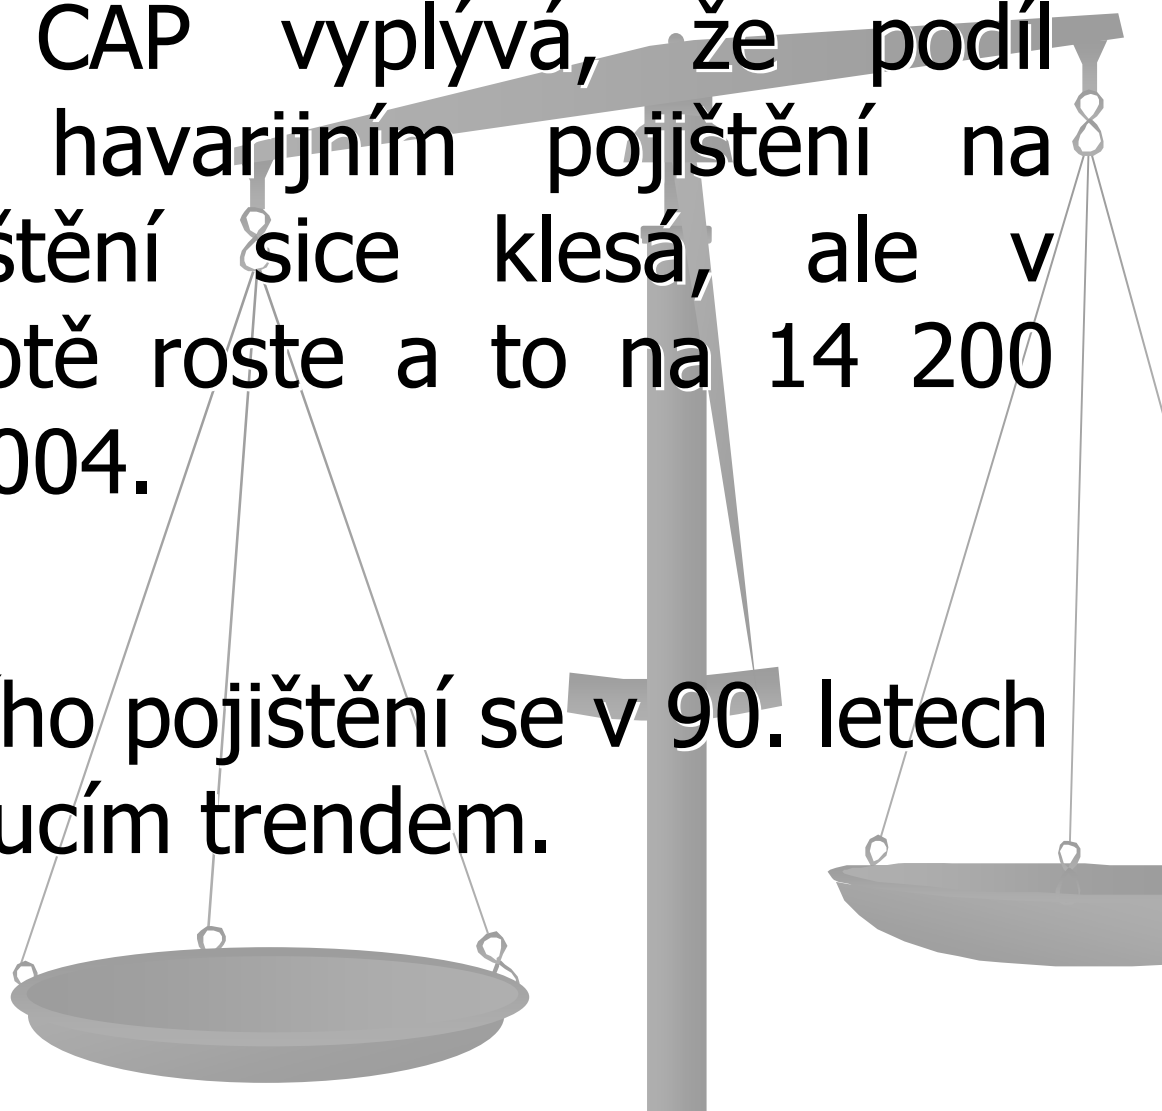 CAP vyplývá, že podíl
havarijním pojištění na
štění sice klesá, ale v
otě roste a to na 14 200
004.
ího pojištění se v 90. letech
ucím trendem.